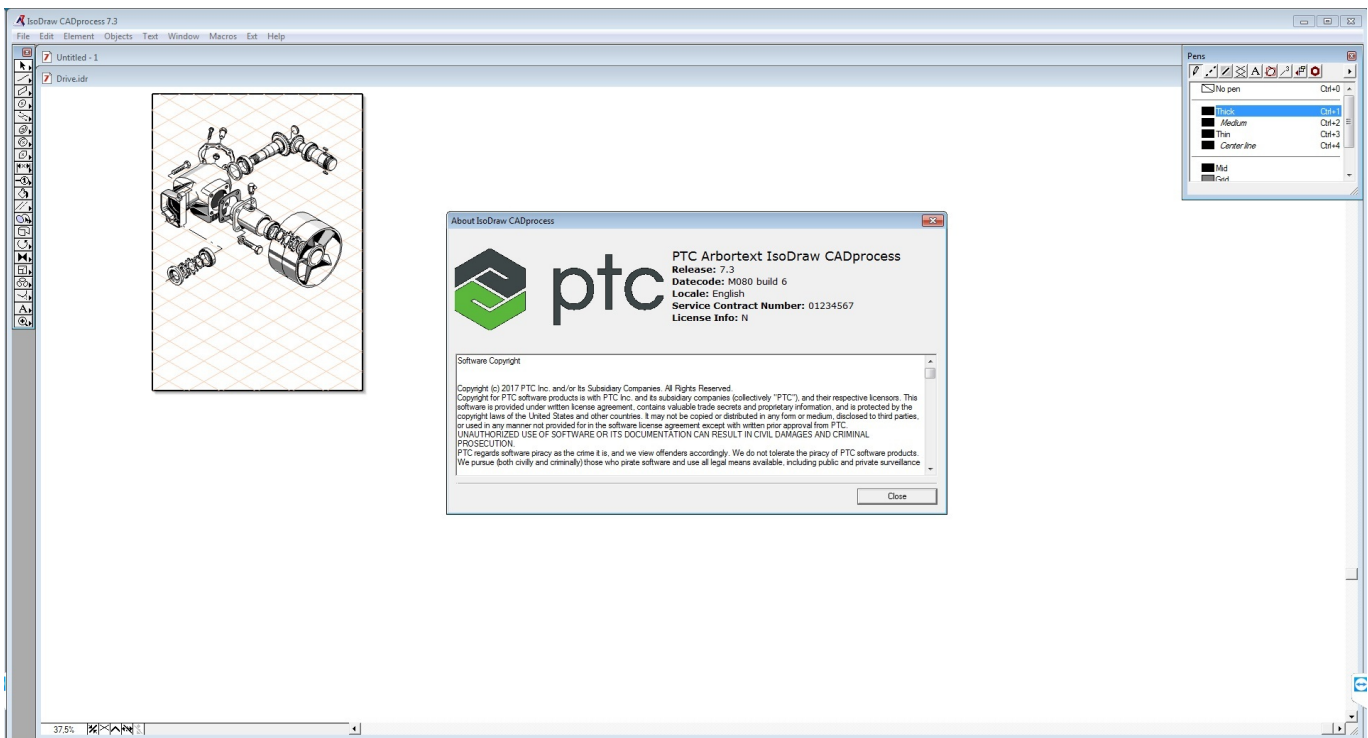 IsoDraw CADprocess 7.3
File Edit Element Objects Text Window Macros Ext Help
Untitled - 1
Drive.idr
Pens
No pen Ctrl+0
Thick Ctrl+1
Medium Ctrl+2
Thin Ctrl+3
Center line Ctrl+4
Mid
Grid
About IsoDraw CADprocess
ptc
PTC Arbortext IsoDraw CADprocess
Release: 7.3
Datecode: M080 build 6
Locale: English
Service Contract Number: 01234567
License Info: N
Software Copyright
Copyright (c) 2017 PTC Inc. and/or Its Subsidiary Companies. All Rights Reserved.
Copyright for PTC software products is with PTC Inc. and its subsidiary companies (collectively "PTC"), and their respective licensors. This
software is provided under written license agreement, contains valuable trade secrets and proprietary information, and is protected by the
copyright laws of the United States and other countries. It may not be copied or distributed in any form or medium, disclosed to third parties,
or used in any manner not provided for in the software license agreement except with written prior approval from PTC.
UNAUTHORIZED USE OF SOFTWARE OR ITS DOCUMENTATION CAN RESULT IN CIVIL DAMAGES AND CRIMINAL
PROSECUTION.
PTC regards software piracy as the crime it is, and we view offenders accordingly. We do not tolerate the piracy of PTC software products.
We pursue (both civilly and criminally) those who pirate software and use all legal means available, including public and private surveillance
Close
37,5%